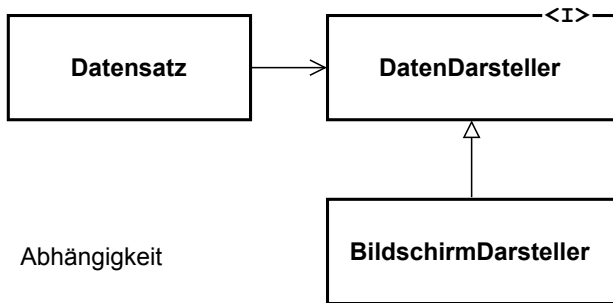 <I>
Datensatz
DatenDarsteller
BildschirmDarsteller
Abhängigkeit